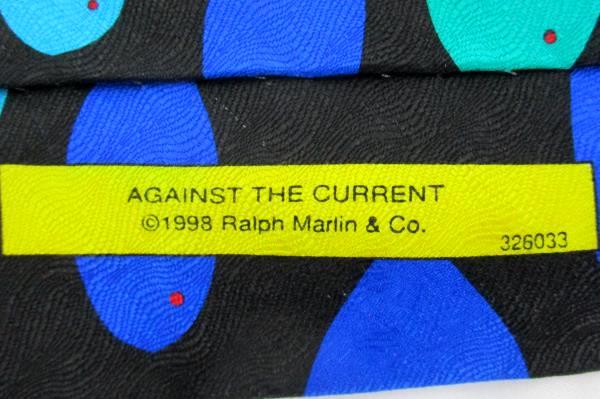 AGAINST THE CURRENT
©1998 Ralph Marlin & Co.
326033